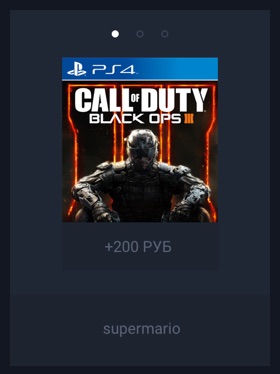 PS4
CALL OF DUTY
BLACK OPS III
+200 РУБ
supermario